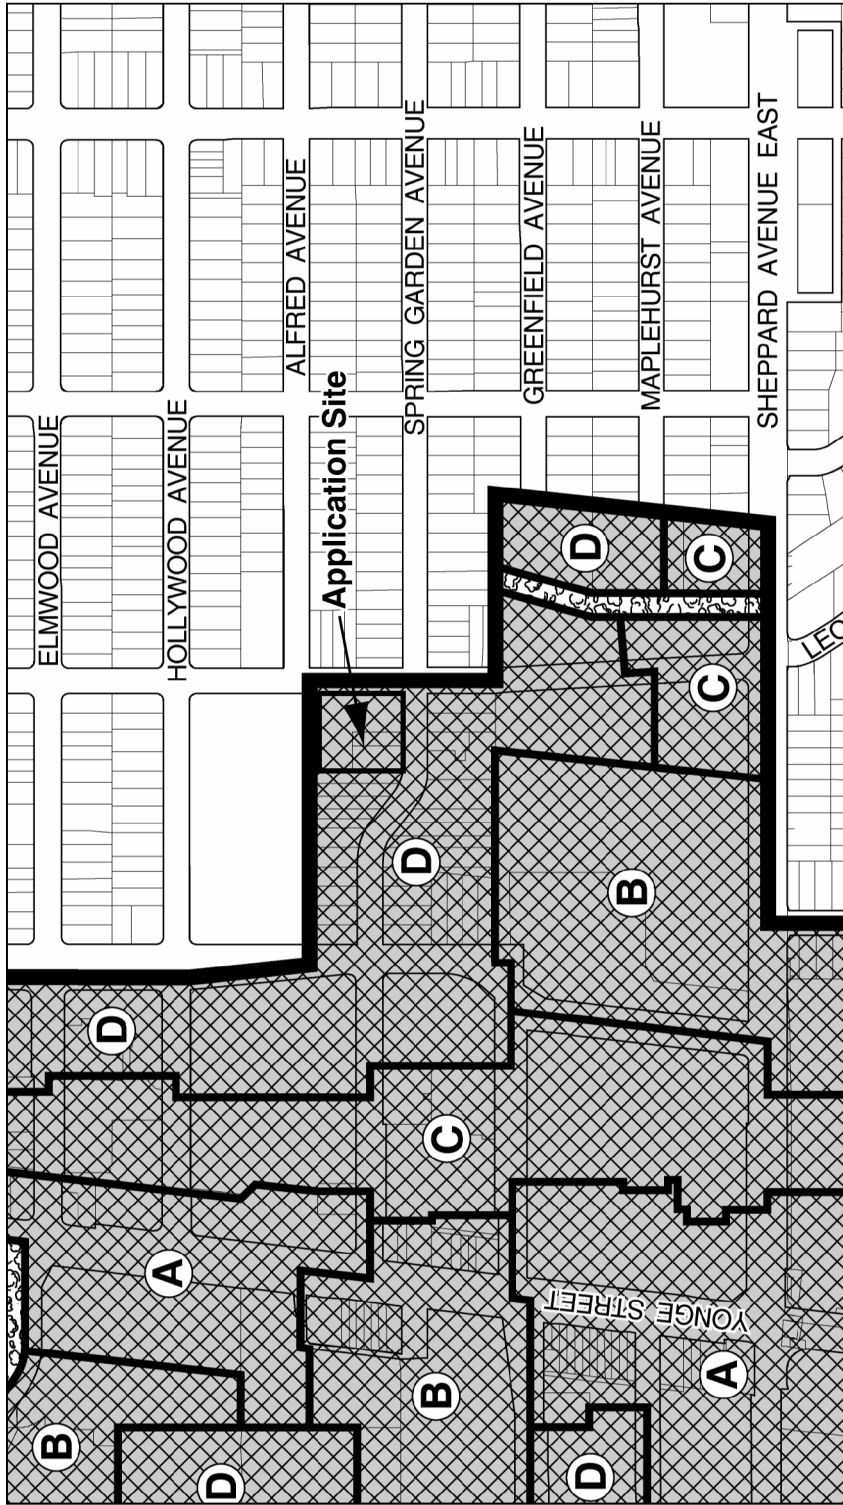 ELMWOOD AVENUE
HOLLYWOOD AVENUE
ALFRED AVENUE
Application Site
SPRING GARDEN AVENUE
GREENFIELD AVENUE
MAPLEHURST AVENUE
SHEPPARD AVENUE EAST
LEO
D
C
C
D
B
D
C
A
YONGE STREET
B
B
A
D
D